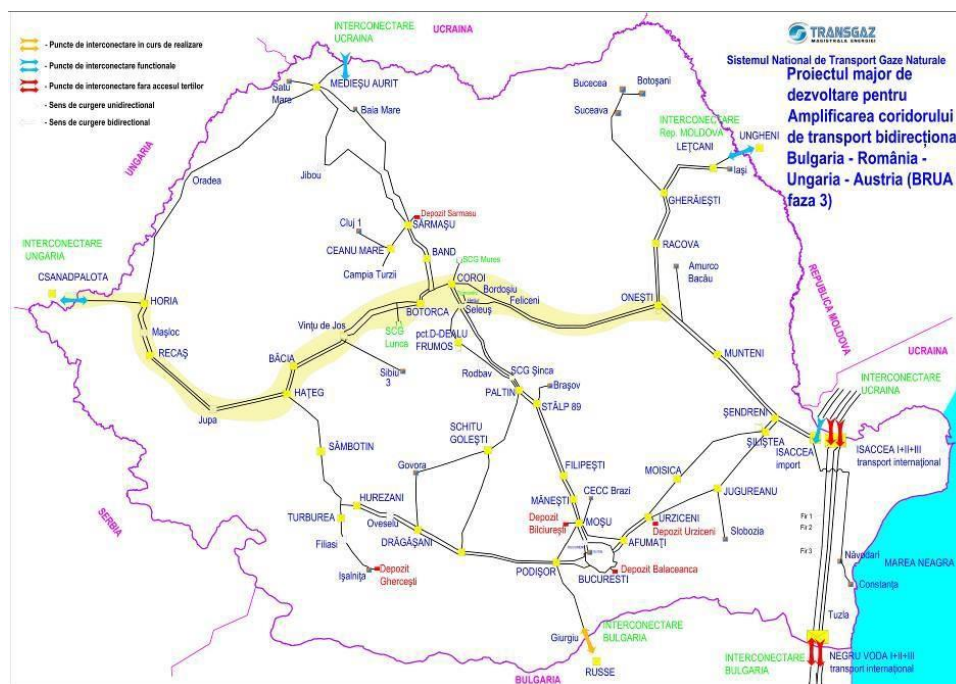 INTERCONECTARE
UCRAINA
UCRAINA
TRANSGAZ
MAGISTRALA ENERGIEI
Sistemul National de Transport Gaze Naturale
Proiectul major de
dezvoltare pentru
Amplificarea coridorului
de transport bidirecționa
Bulgaria - România -
Ungaria - Austria (BRUA
faza 3)
- Puncte de interconectare in curs de realizare
- Puncte de interconectare functionale
- Puncte de interconectare fara accesul tertilor
- Sens de curgere unidirectional
- Sens de curgere bidirectional
MEDIEȘU AURIT
Satu
Mare
Baia Mare
Bucecea
Botoșani
Suceava
INTERCONECTARE
Rep. MOLDOVA
UNGHENI
LEȚCANI
Iași
UNGARIA
Oradea
Jibou
GHERĂIEȘTI
Depozit Sarmasu
SĂRMAȘU
Cluj 1
CEANU MARE
BAND
Campia Turzii
SCG Mures
RACOVA
Amurco
Bacău
REPUBLICA MOLDOVA
INTERCONECTARE
UNGARIA
CSANADPALOTA
HORIA
COROI
Bordoșiu
Feliceni
Seleuș
BOTORCA
ONEȘTI
Mașloc
RECAȘ
Vințu de Jos
SCG
Lunca
pct.D-DEALU
FRUMOS
BĂCIA
Sibiu
3
Rodbav
SCG Șinca
PALTIN
Brașov
STÂLP 89
MUNTENI
UCRAINA
INTERCONECTARE
UCRAINA
HAȚEG
Jupa
SCHITU
GOLEȘTI
ȘENDRENI
SILIȘTEA
ISACCEA
import
ISACCEA I+II+III
transport internațional
SÂMBOTIN
Govora
FILIPEȘTI
MOISICA
HUREZANI
TURBUREA
Oveselu
DRĂGĂȘANI
MĂNEȘTI
CECC Brazi
Depozit
Bilciurești
MOȘU
JUGUREANU
URZICENI
Depozit Urziceni
Slobozia
AFUMAȚI
Fir 1
Fir 2
Fir 3
SERBIA
Filiasi
Ișalnița
Depozit
Ghercești
PODIȘOR
BUCURESTI
Depozit Balaceanca
Năvodari
MAREA NEAGRA
Constanța
Tuzla
Giurgiu
INTERCONECTARE
BULGARIA
RUSSE
BULGARIA
INTERCONECTARE
BULGARIA
NEGRU VODA I+II+III
transport internațional